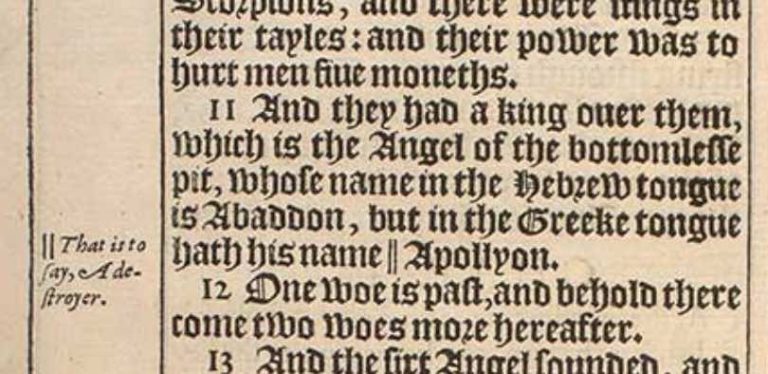 Scorpions, and there were ſtings in
their tayles: and their power was to
hurt men fiue moneths.
11 And they had a king ouer them,
which is the Angel of the bottomleſſe
pit, whoſe name in the Hebrew tongue
is Abaddon, but in the Greeke tongue
hath his name || Apollyon.
12 One woe is paſt, and behold there
come two woes more hereafter.
13 And the ſixt Angel ſounded, and
|| That is to
ſay, A de-
ſtroyer.